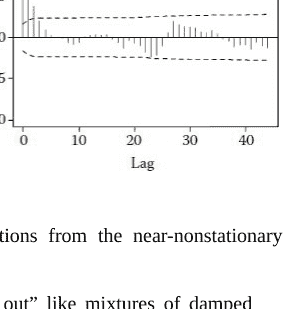 0
5
0
0 10 20 30 40
Lag
tions from the near-nonstationary
out” like mixtures of damped